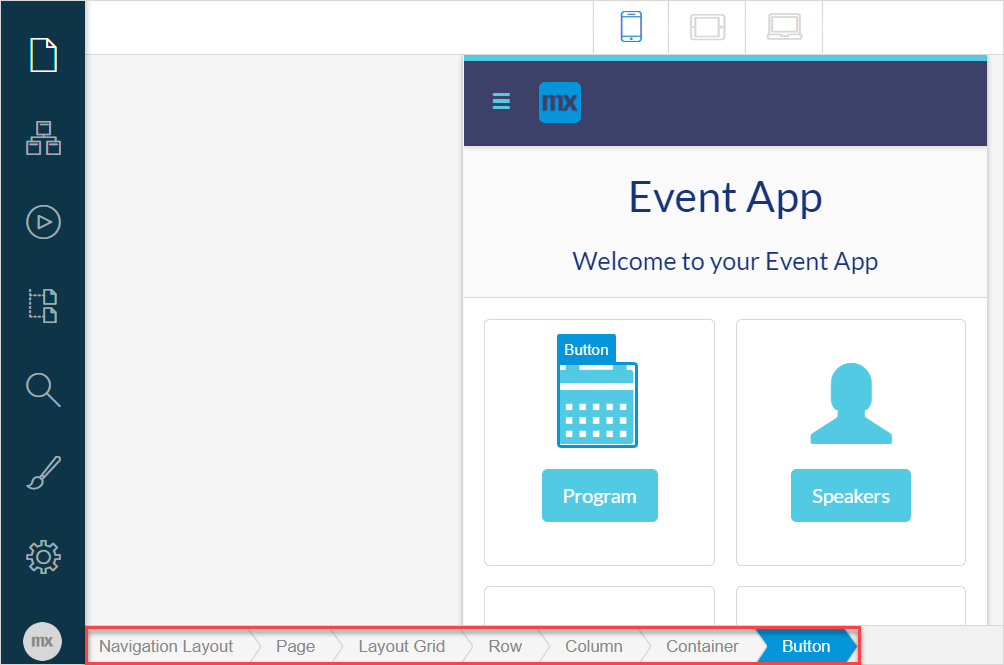 mx
Event App
Welcome to your Event App
Button
Program
Speakers
mx
Navigation Layout
Page
Layout Grid
Row
Column
Container
Button